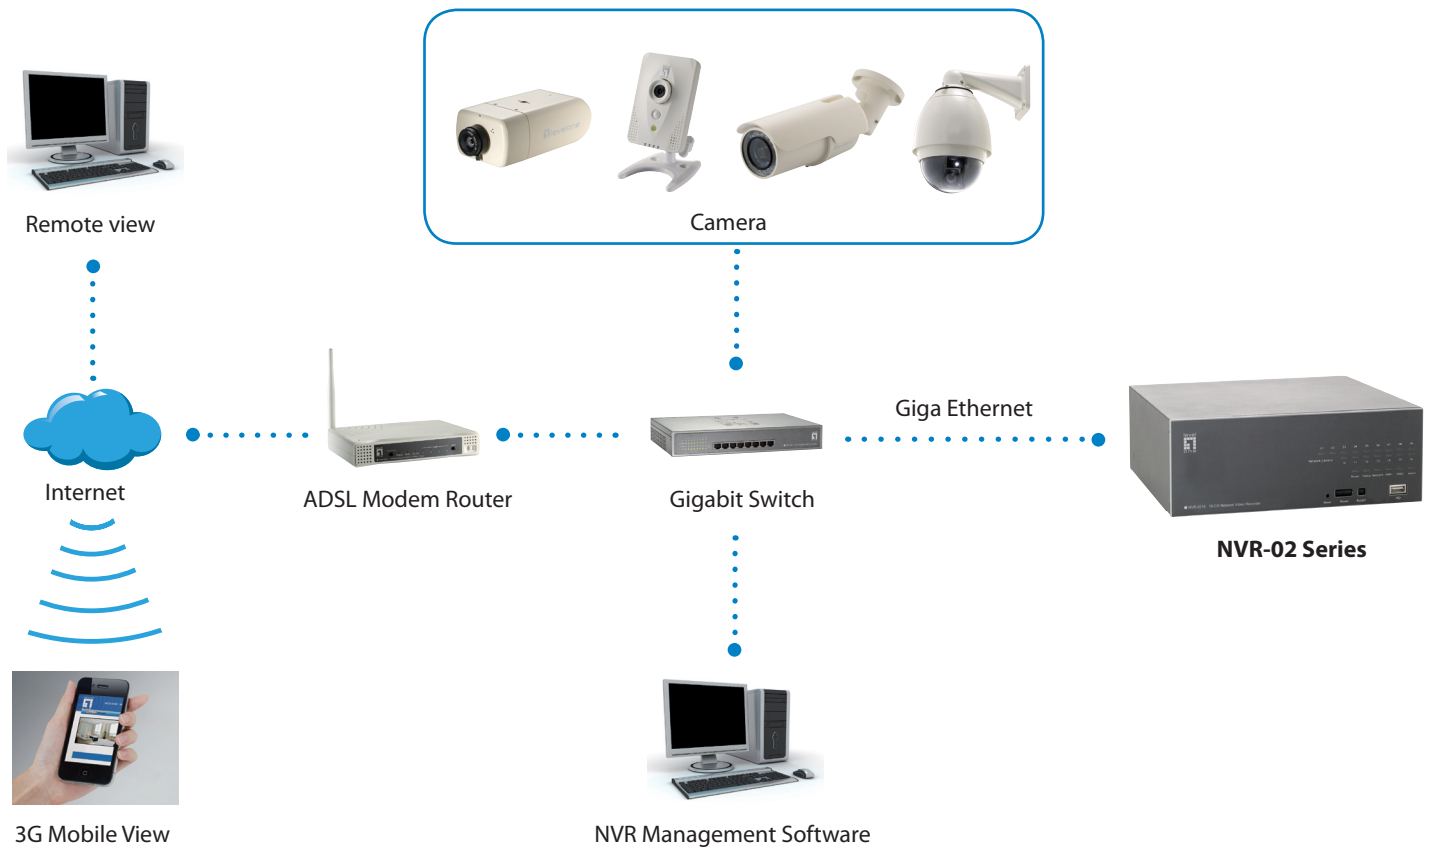 Remote view
Camera
Giga Ethernet
Internet
ADSL Modem Router
Gigabit Switch
NVR-02 Series
3G Mobile View
NVR Management Software